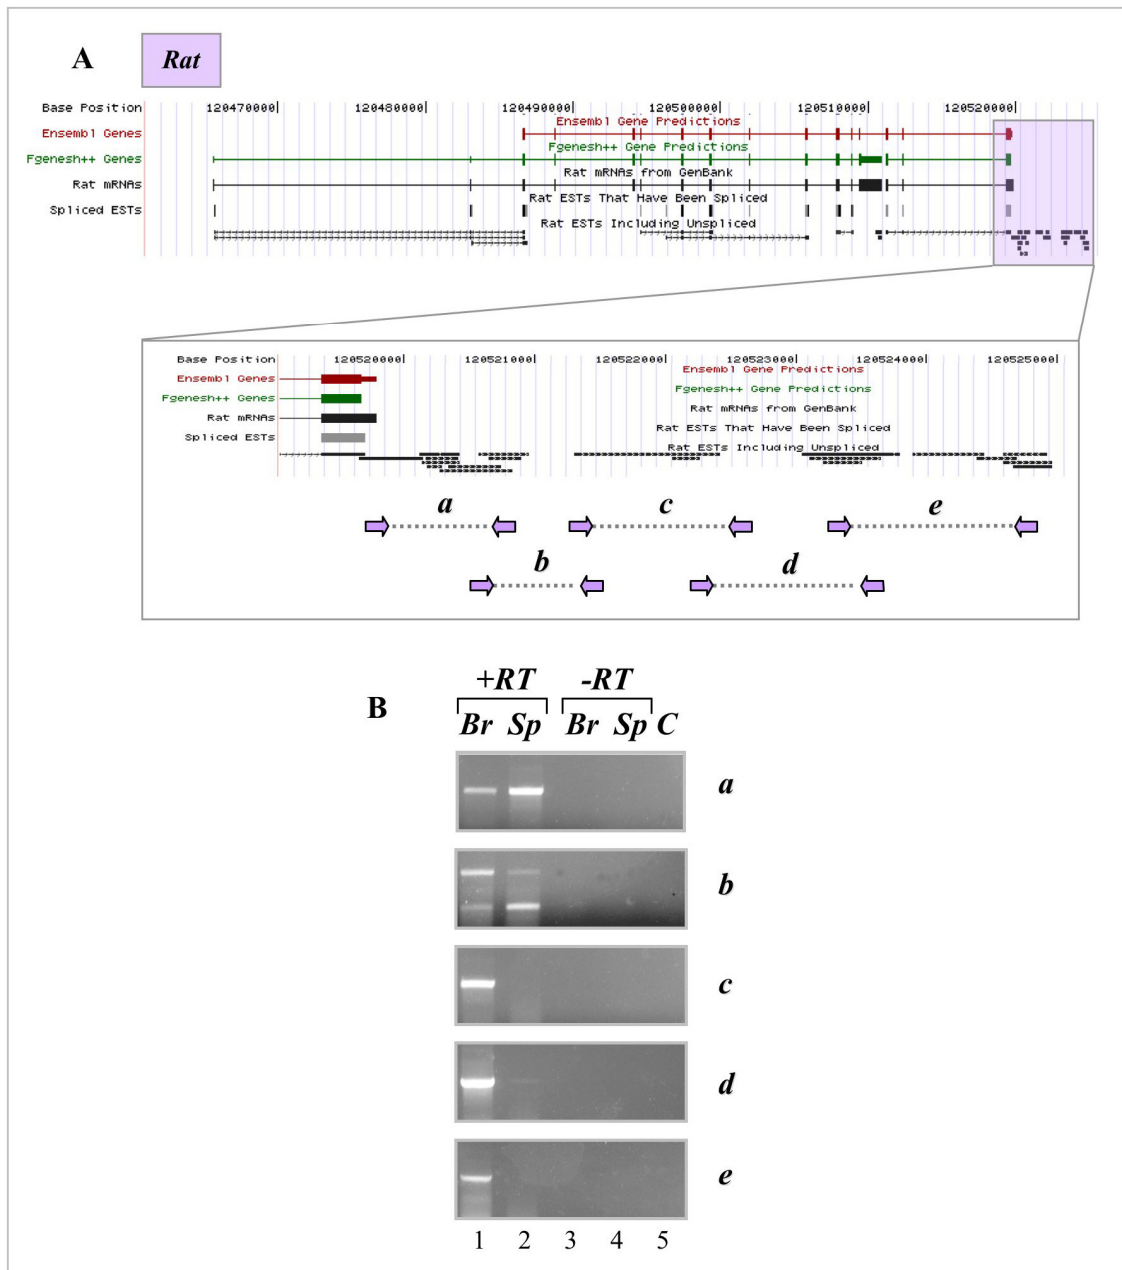 A
Rat
Base Position 120470000 120480000 120490000 120500000 120510000 120520000
Ensembl Gene Predictions
Ensembl Genes
Fgenesh++ Gene Predictions
Fgenesh++ Genes
Rat mRNAs from GenBank
Rat mRNAs
Rat ESTs That Have Been Spliced
Spliced ESTs
Rat ESTs Including Unspliced
Base Position 120520000 120521000 120522000 120523000 120524000 120525000
Ensembl Gene Predictions
Ensembl Genes
Fgenesh++ Gene Predictions
Fgenesh++ Genes
Rat mRNAs from GenBank
Rat mRNAs
Rat ESTs That Have Been Spliced
Spliced ESTs
Rat ESTs Including Unspliced
a c e
b d
+RT -RT
B
Br Sp Br Sp C
a
b
c
d
e
1 2 3 4 5